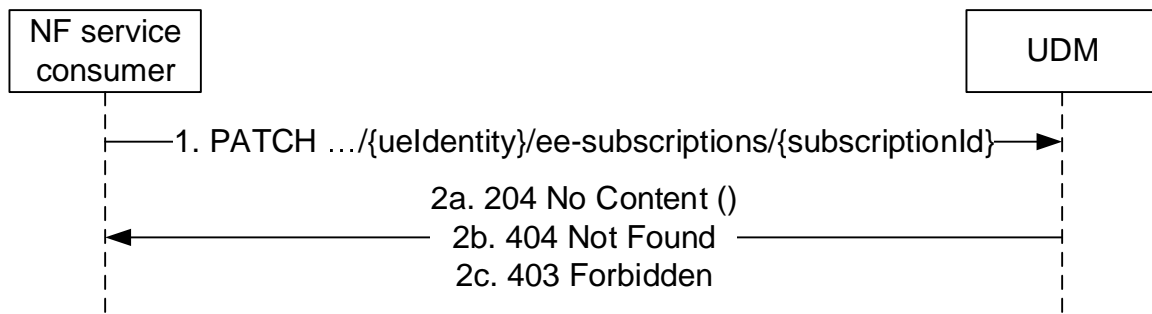 NF service
consumer
UDM
1. PATCH …/{ueIdentity}/ee-subscriptions/{subscriptionId}
2a. 204 No Content ()
2b. 404 Not Found
2c. 403 Forbidden